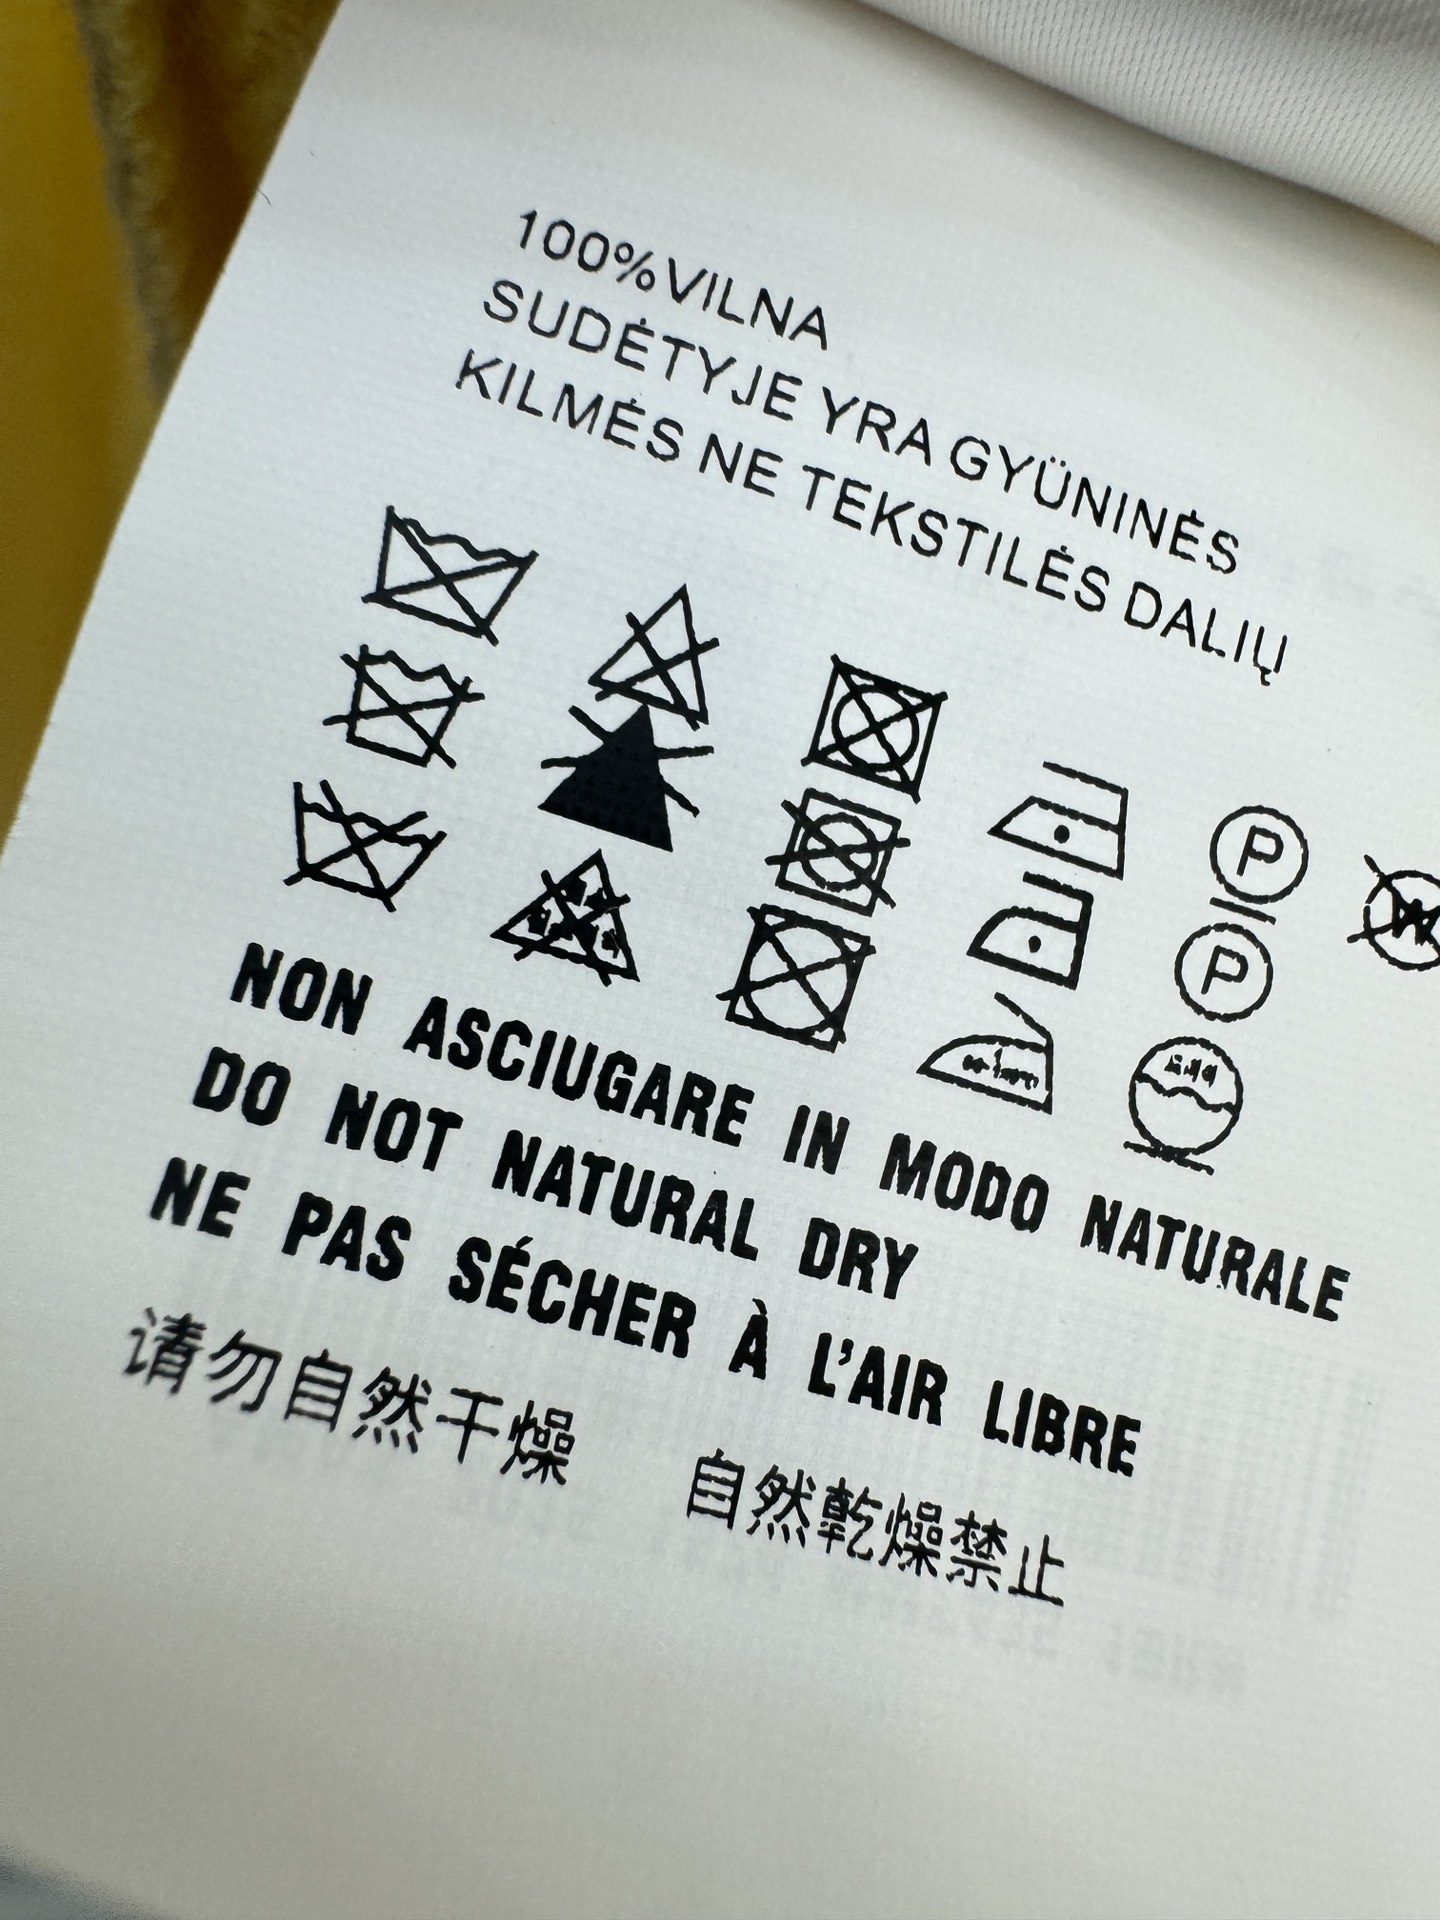 100%VILNA
SUDĖTYJE YRA GYÜNINĖS
KILMĖS NE TEKSTILĖS DALIŲ
P
P
W
NON ASCIUGARE IN MODO NATURALE
DO NOT NATURAL DRY
NE PAS SÉCHER À L'AIR LIBRE
请勿自然干燥 自然乾燥禁止